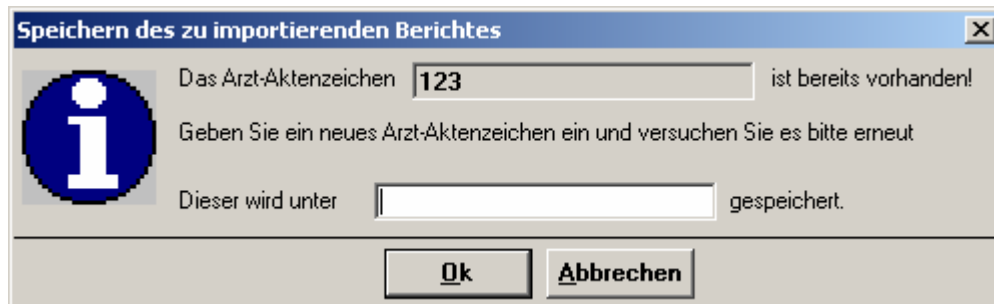 Speichern des zu importierenden Berichtes
Das Arzt-Aktenzeichen 123 ist bereits vorhanden!
Geben Sie ein neues Arzt-Aktenzeichen ein und versuchen Sie es bitte erneut
Dieser wird unter gespeichert.
Ok Abbrechen